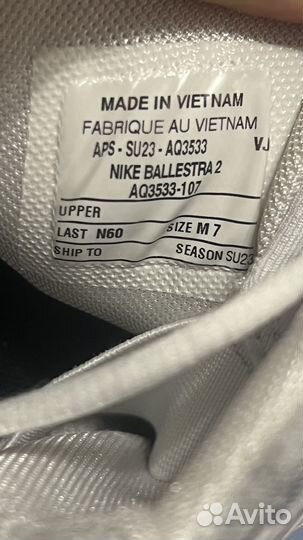 MADE IN VIETNAM
FABRIQUE AU VIETNAM
APS - SU23 - AQ3533 VJ
NIKE BALLESTRA 2
AQ3533-107
UPPER
LAST N60 SIZE M 7
SHIP TO SEASON SU23
Avito